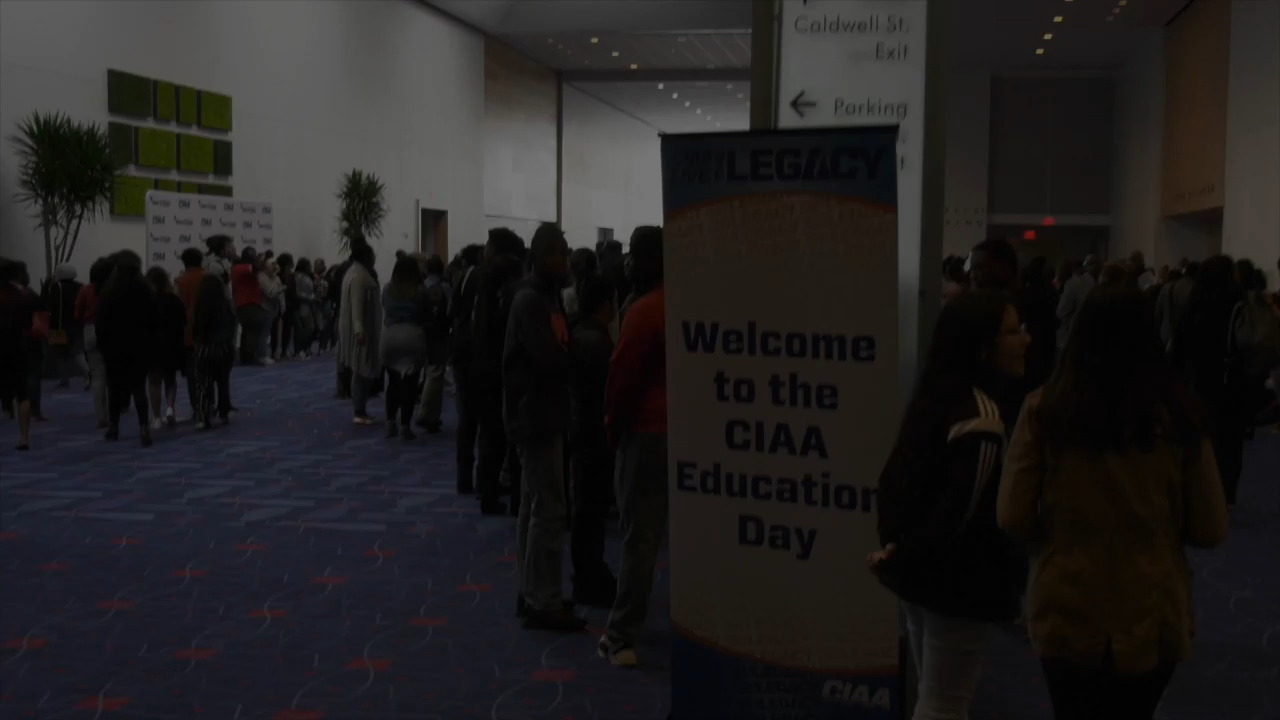 Caldwell St.
Exit
Parking
LEGACY
Welcome
to the
CIAA
Education
Day
CIAA